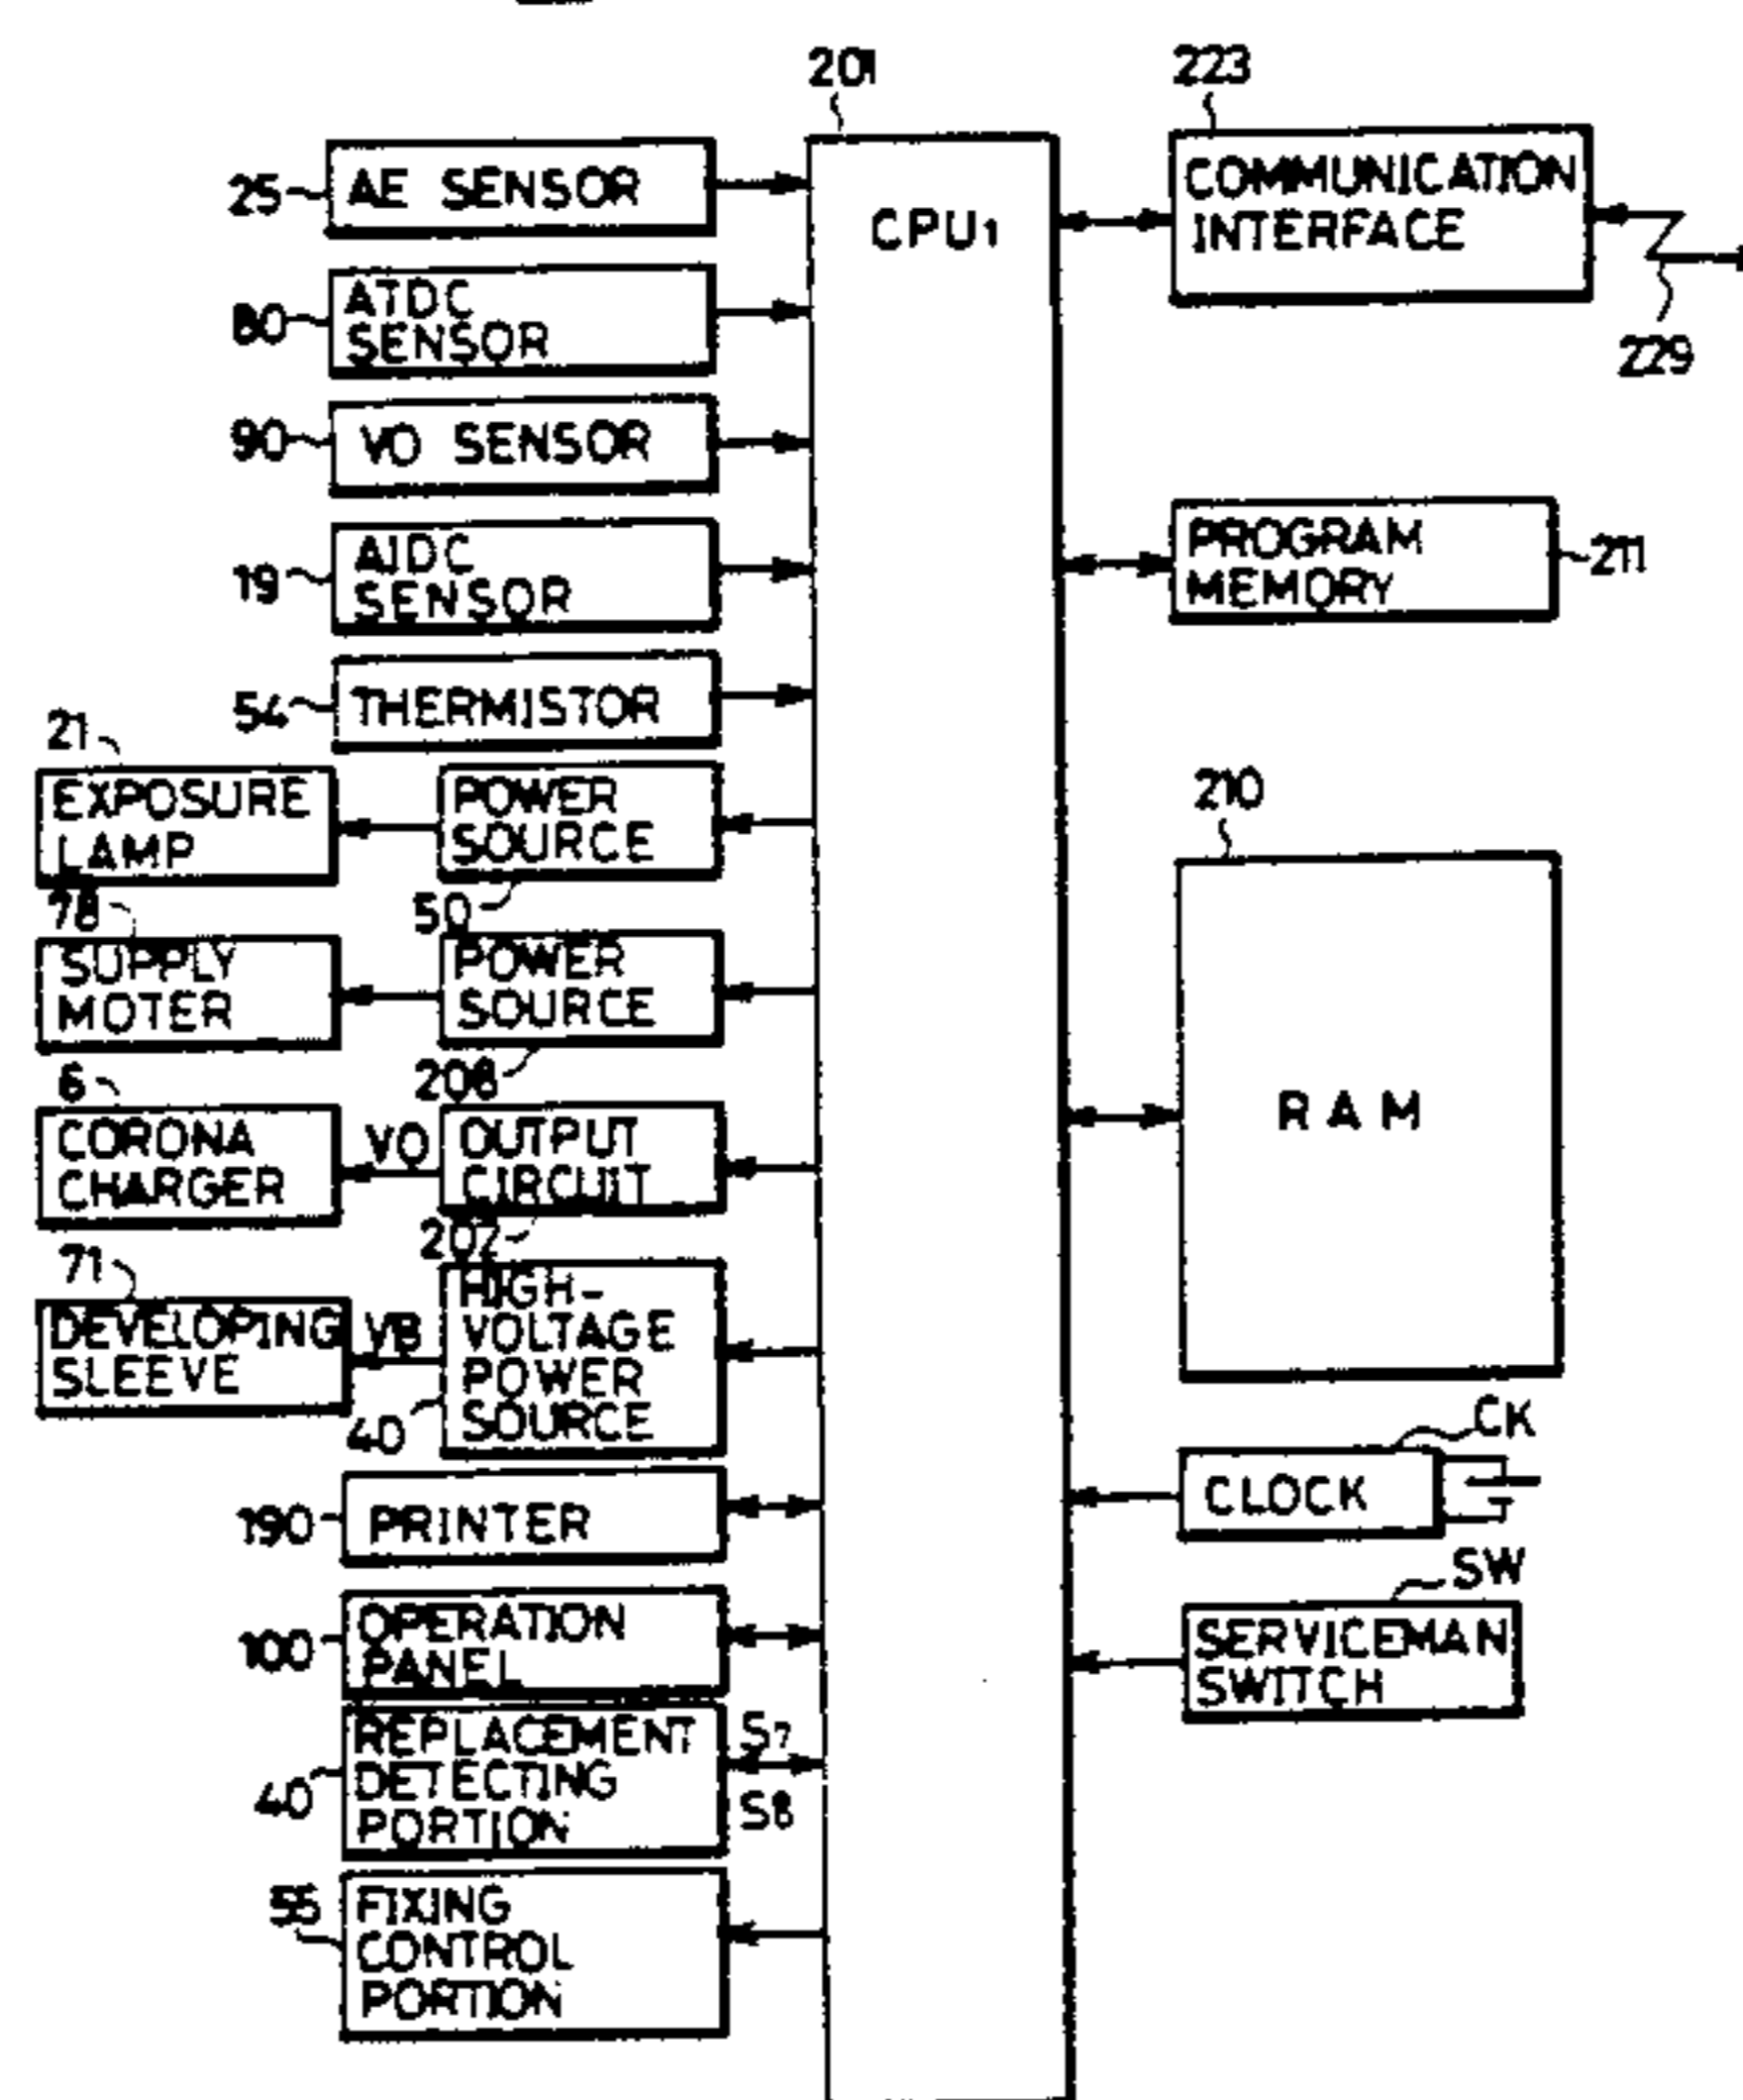 201
223
25
AE SENSOR
CPU1
COMMUNICATION
INTERFACE
80
ATDC
SENSOR
229
90
VO SENSOR
19
AIDC
SENSOR
PROGRAM
MEMORY
211
54
THERMISTOR
21
EXPOSURE
LAMP
POWER
SOURCE
50
210
78
SUPPLY
MOTER
POWER
SOURCE
206
6
CORONA
CHARGER
VO
OUTPUT
CIRCUIT
202
RAM
71
DEVELOPING
SLEEVE
VB
HIGH-
VOLTAGE
POWER
SOURCE
40
CK
CLOCK
190
PRINTER
SW
SERVICEMAN
SWITCH
100
OPERATION
PANEL
40
REPLACEMENT
DETECTING
PORTION
S7
S8
55
FIXING
CONTROL
PORTION